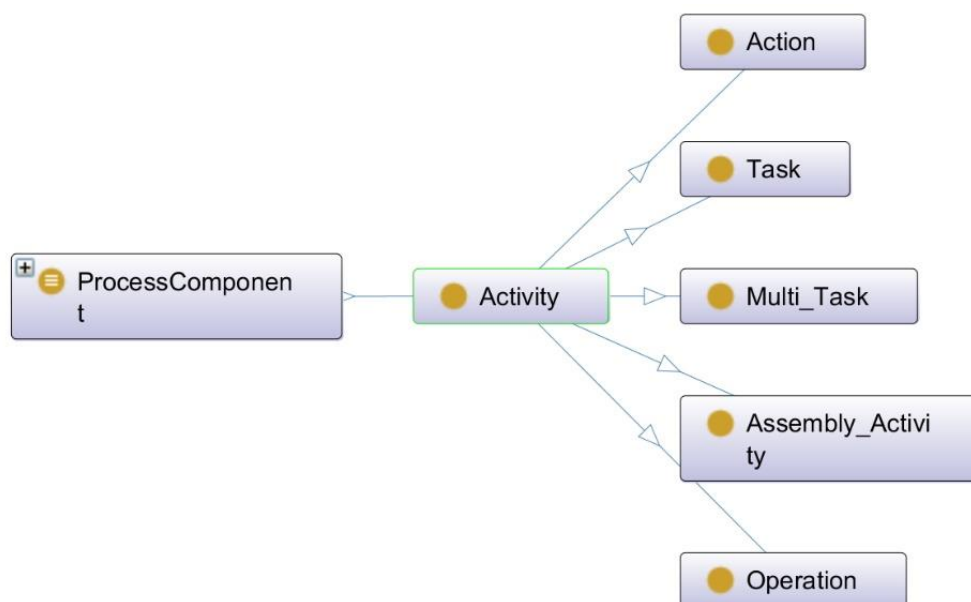 Action
Task
ProcessComponen
t
Activity
Multi_Task
Assembly_Activi
ty
Operation